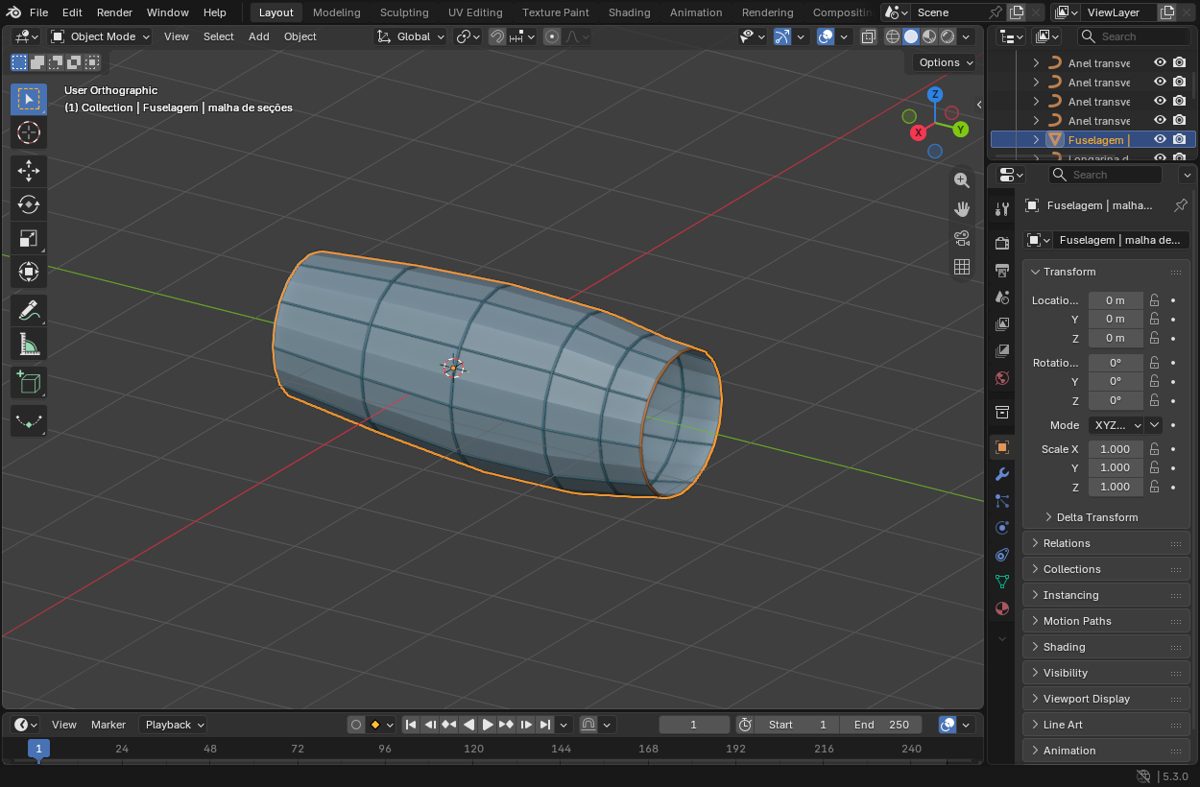 File Edit Render Window Help Layout Modeling Sculpting UV Editing Texture Paint Shading Animation Rendering Compositin Scene ViewLayer
Object Mode View Select Add Object Global Search
Options
User Orthographic
(1) Collection | Fuselagem | malha de seções
Z
Y
X
Anel transve
Anel transve
Anel transve
Anel transve
Fuselagem |
Search
Fuselagem | malha...
Fuselagem | malha de...
Transform
Locatio... 0 m
Y 0 m
Z 0 m
Rotatio... 0°
Y 0°
Z 0°
Mode XYZ...
Scale X 1.000
Y 1.000
Z 1.000
Delta Transform
Relations
Collections
Instancing
Motion Paths
Shading
Visibility
Viewport Display
Line Art
Animation
View Marker Playback 1 Start 1 End 250
1 24 48 72 96 120 144 168 192 216 240
5.3.0